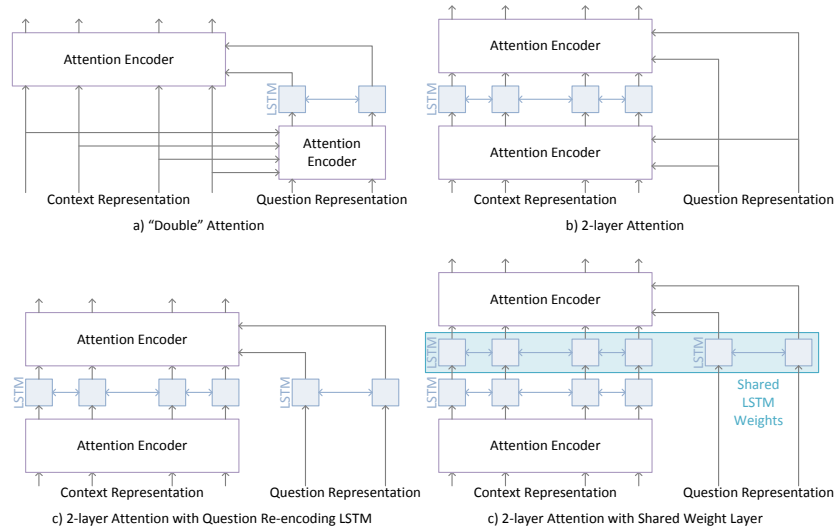 Attention Encoder
LSTM
Attention
Encoder
Context Representation
Question Representation
a) “Double” Attention
Attention Encoder
LSTM
Attention Encoder
Context Representation
Question Representation
b) 2-layer Attention
Attention Encoder
LSTM
LSTM
Attention Encoder
Context Representation
Question Representation
c) 2-layer Attention with Question Re-encoding LSTM
Attention Encoder
LSTM
LSTM
LSTM
Shared
LSTM
Weights
Attention Encoder
Context Representation
Question Representation
c) 2-layer Attention with Shared Weight Layer